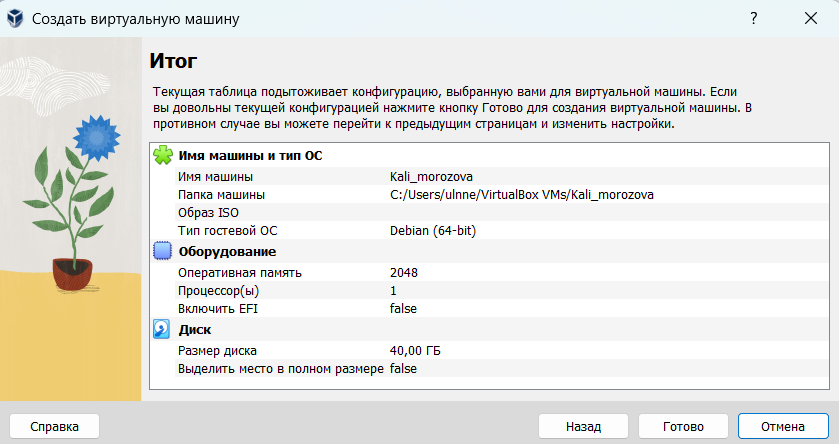 Создать виртуальную машину
?
Итог
Текущая таблица подытоживает конфигурацию, выбранную вами для виртуальной машины. Если
вы довольны текущей конфигурацией нажмите кнопку Готово для создания виртуальной машины. В
противном случае вы можете перейти к предыдущим страницам и изменить настройки.
Имя машины и тип ОС
Имя машины Kali_morozova
Папка машины C:/Users/ulnne/VirtualBox VMs/Kali_morozova
Образ ISO
Тип гостевой ОС Debian (64-bit)
Оборудование
Оперативная память 2048
Процессор(ы) 1
Включить EFI false
Диск
Размер диска 40,00 ГБ
Выделить место в полном размере false
Справка Назад Готово Отмена